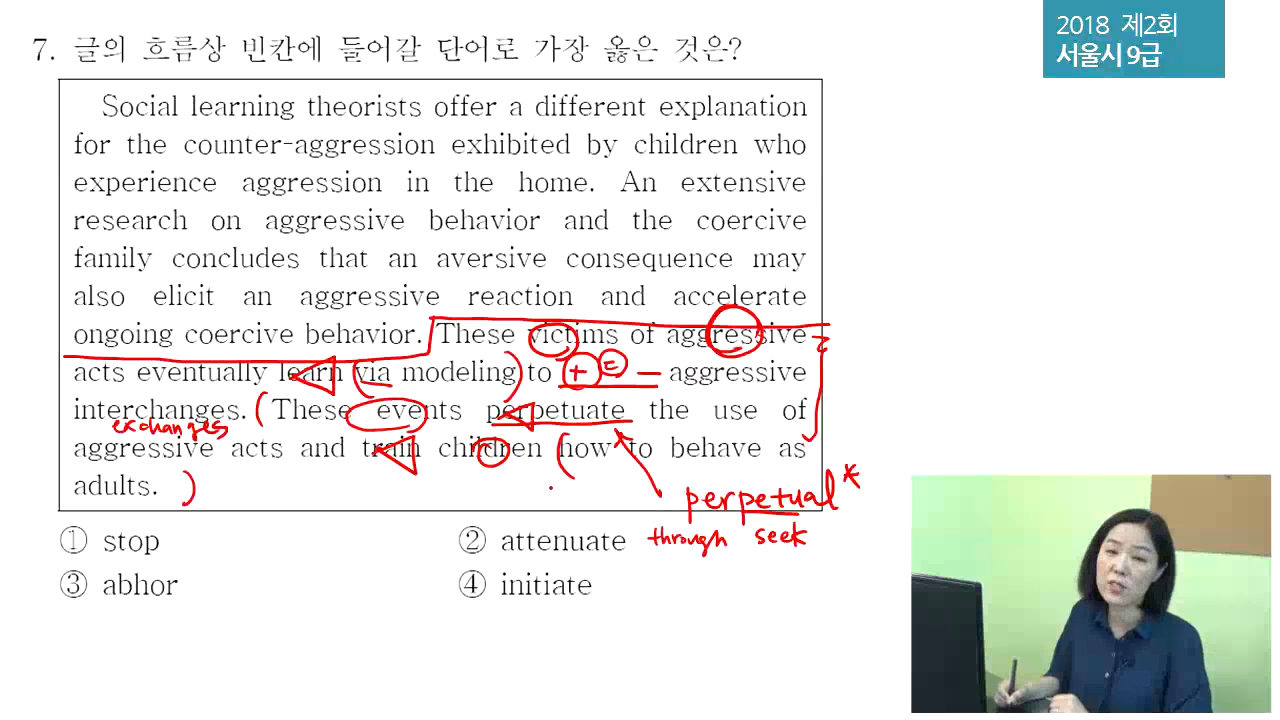 2018 제2회
서울시 9급
7. 글의 흐름상 빈칸에 들어갈 단어로 가장 옳은 것은?
Social learning theorists offer a different explanation
for the counter-aggression exhibited by children who
experience aggression in the home. An extensive
research on aggressive behavior and the coercive
family concludes that an aversive consequence may
also elicit an aggressive reaction and accelerate
ongoing coercive behavior. These victims of aggressive
acts eventually learn via modeling to + = _ aggressive
interchanges. These events perpetuate the use of
exchanges
aggressive acts and train children how to behave as
adults.
perpetual *
through seek
① stop
② attenuate
③ abhor
④ initiate